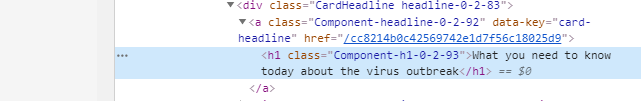 ▼<div class="CardHeadline headline-0-2-83">
▼<a class="Component-headline-0-2-92" data-key="card-
headline" href="/cc8214b0c42569742e1d7f56c18025d9">
... <h1 class="Component-h1-0-2-93">What you need to know
today about the virus outbreak</h1> == $0
</a>